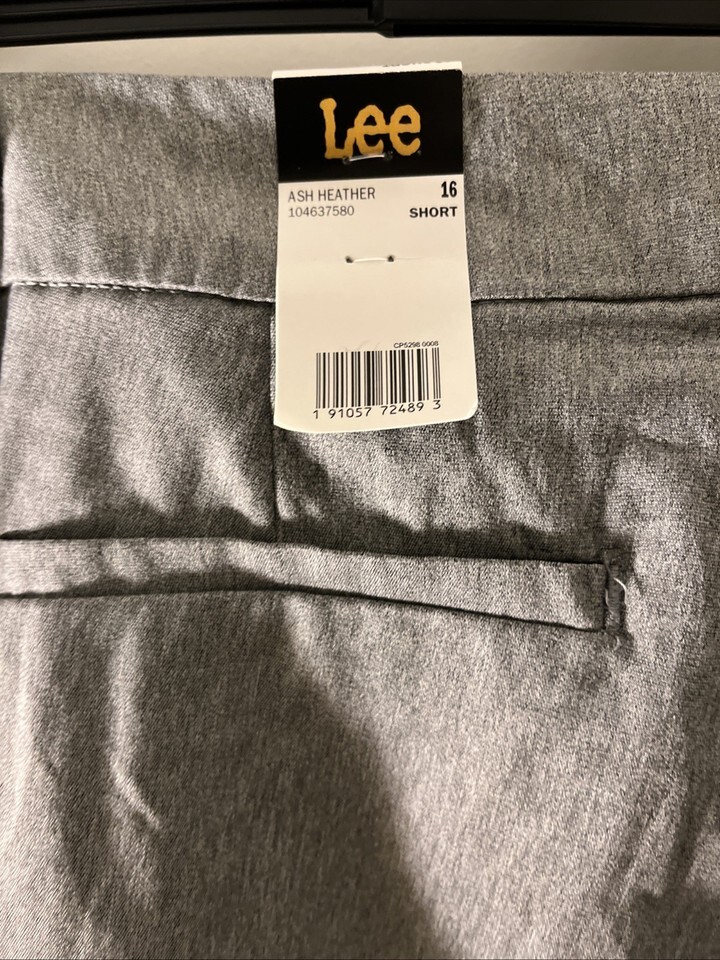 Lee
ASH HEATHER 16
104637580 SHORT
CP5298 0008
1 91057 72489 3